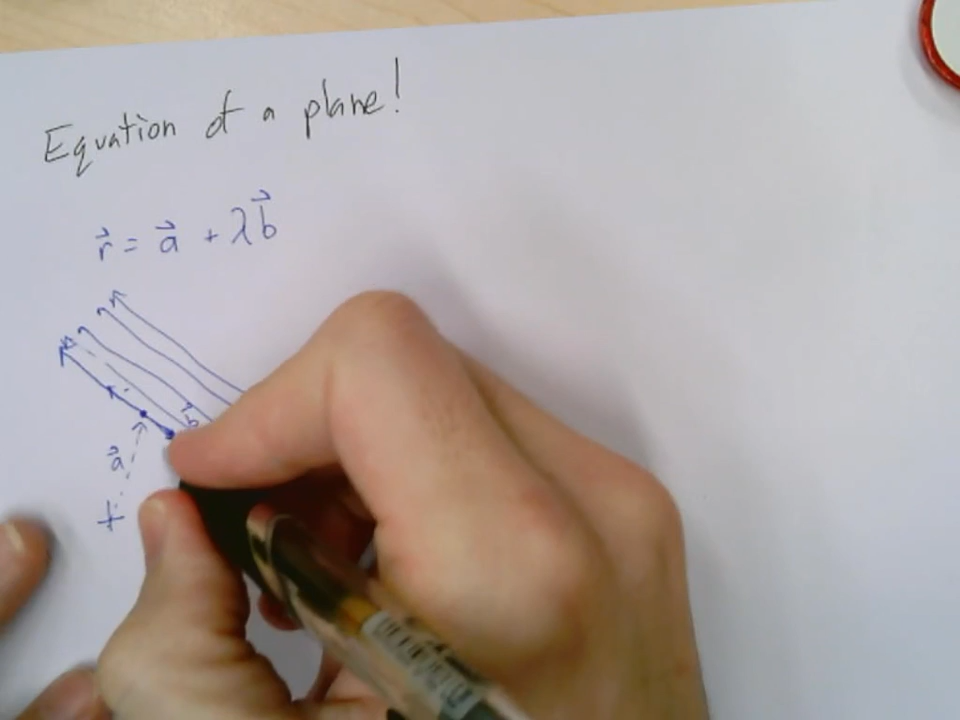 Equation of a plane!
r⃗ = a⃗ + λb⃗
b⃗
a⃗